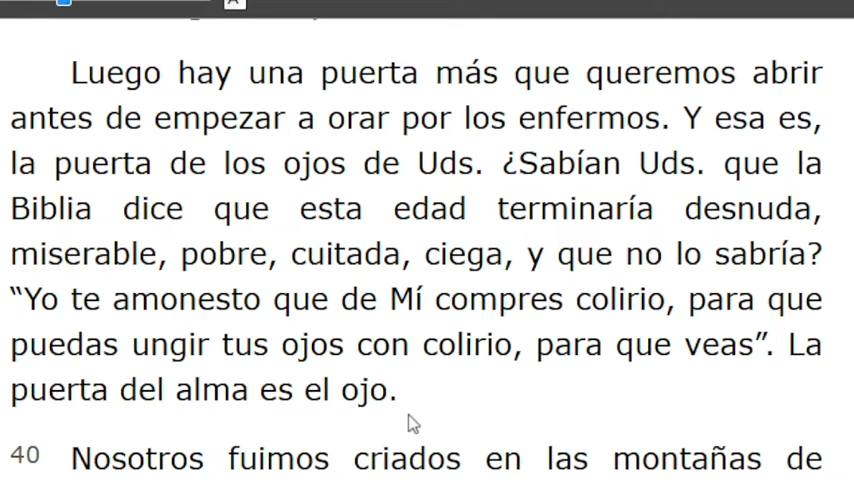 Luego hay una puerta más que queremos abrir
antes de empezar a orar por los enfermos. Y esa es,
la puerta de los ojos de Uds. ¿Sabían Uds. que la
Biblia dice que esta edad terminaría desnuda,
miserable, pobre, cuitada, ciega, y que no lo sabría?
“Yo te amonesto que de Mí compres colirio, para que
puedas ungir tus ojos con colirio, para que veas”. La
puerta del alma es el ojo.
40 Nosotros fuimos criados en las montañas de